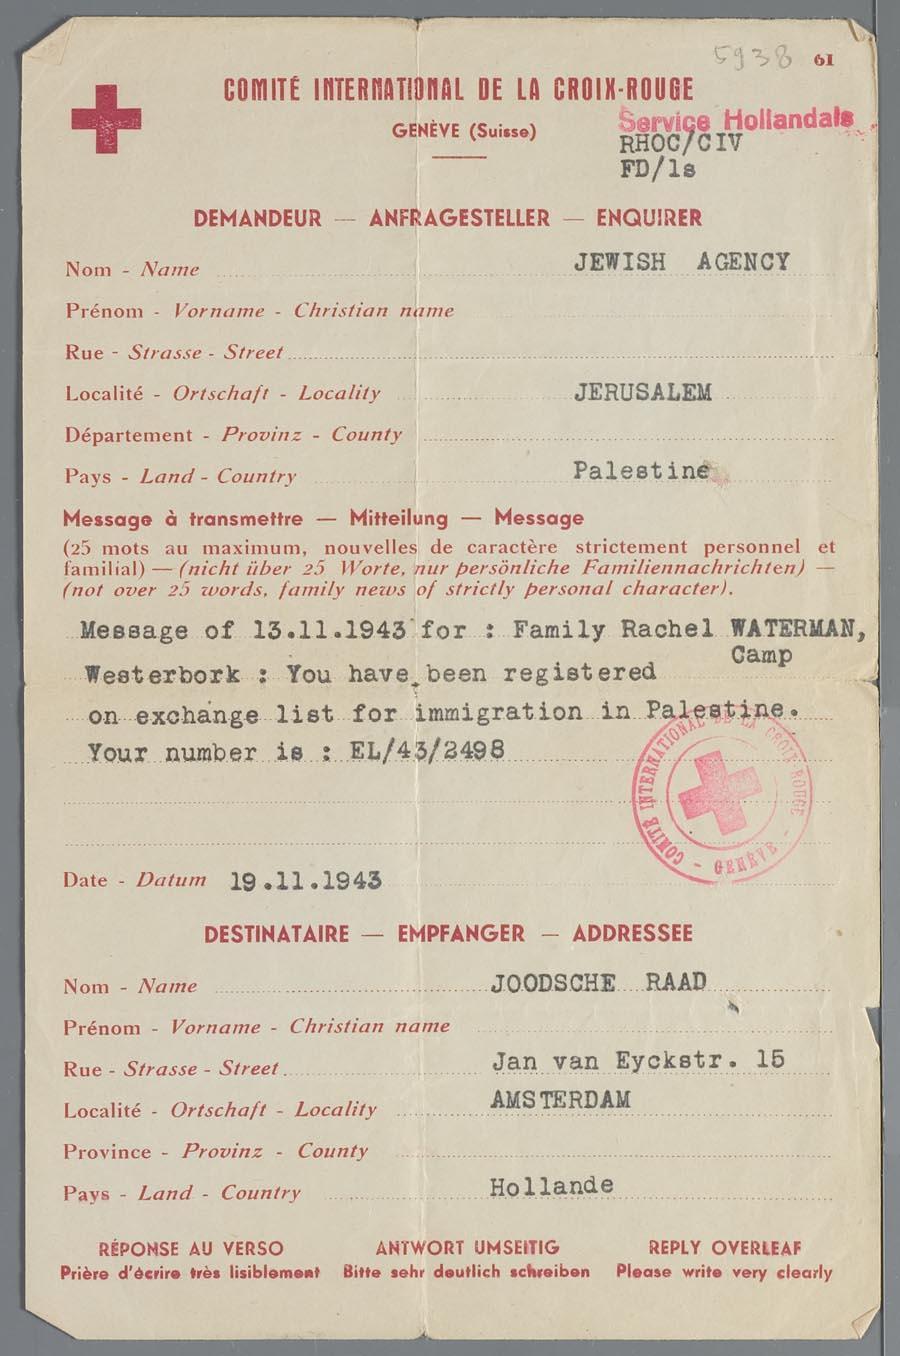 5938 61
COMITÉ INTERNATIONAL DE LA CROIX-ROUGE
GENÈVE (Suisse)
Service Hollandais
RHOC/CIV
FD/ls
DEMANDEUR — ANFRAGESTELLER — ENQUIRER
Nom - Name JEWISH AGENCY
Prénom - Vorname - Christian name
Rue - Strasse - Street
Localité - Ortschaft - Locality JERUSALEM
Département - Provinz - County
Pays - Land - Country Palestine
Message à transmettre — Mitteilung — Message
(25 mots au maximum, nouvelles de caractère strictement personnel et
familial) — (nicht über 25 Worte, nur persönliche Familiennachrichten) —
(not over 25 words, family news of strictly personal character).
Message of 13.11.1943 for : Family Rachel WATERMAN,
Camp
Westerbork : You have been registered
on exchange list for immigration in Palestine.
Your number is : EL/43/2498
COMITÉ INTERNATIONAL DE LA CROIX ROUGE - GENÈVE -
Date - Datum 19.11.1943
DESTINATAIRE — EMPFANGER — ADDRESSEE
Nom - Name JOODSCHE RAAD
Prénom - Vorname - Christian name
Rue - Strasse - Street Jan van Eyckstr. 15
Localité - Ortschaft - Locality AMSTERDAM
Province - Provinz - County
Pays - Land - Country Hollande
RÉPONSE AU VERSO ANTWORT UMSEITIG REPLY OVERLEAF
Prière d'écrire très lisiblement Bitte sehr deutlich schreiben Please write very clearly